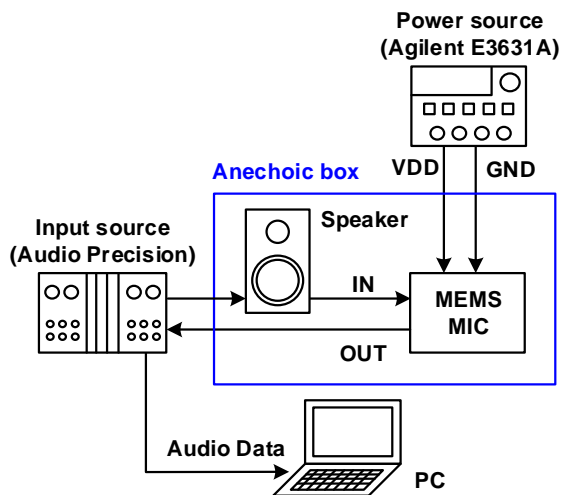 Power source
(Agilent E3631A)
VDD
GND
Anechoic box
Input source
(Audio Precision)
Speaker
IN
MEMS
MIC
OUT
Audio Data
PC